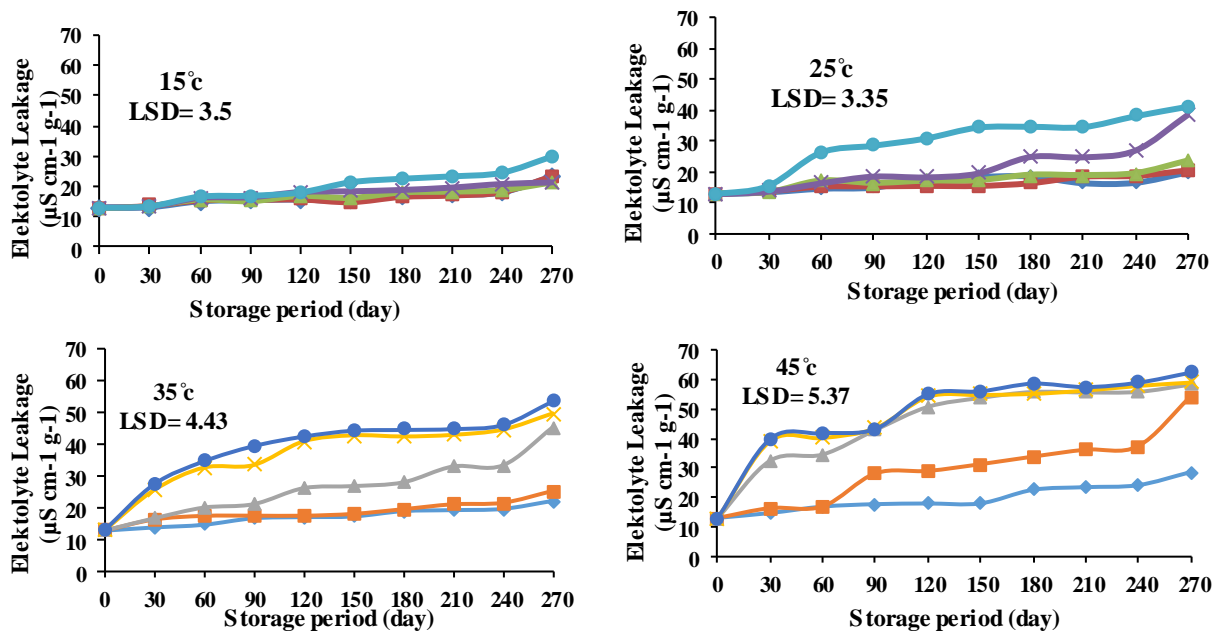 Elektolyte Leakage
(µS cm-1 g-1)
70
60
50
40
30
20
10
0
15°c
LSD= 3.5
0 30 60 90 120 150 180 210 240 270
Storage period (day)
Elektolyte Leakage
(µS cm-1 g-1)
70
60
50
40
30
20
10
0
25°c
LSD= 3.35
0 30 60 90 120 150 180 210 240 270
Storage period (day)
Elektolyte Leakage
(µS cm-1 g-1)
70
60
50
40
30
20
10
0
35°c
LSD= 4.43
0 30 60 90 120 150 180 210 240 270
Storage period (day)
Elektolyte Leakage
(µS cm-1 g-1)
70
60
50
40
30
20
10
0
45°c
LSD= 5.37
0 30 60 90 120 150 180 210 240 270
Storage period (day)